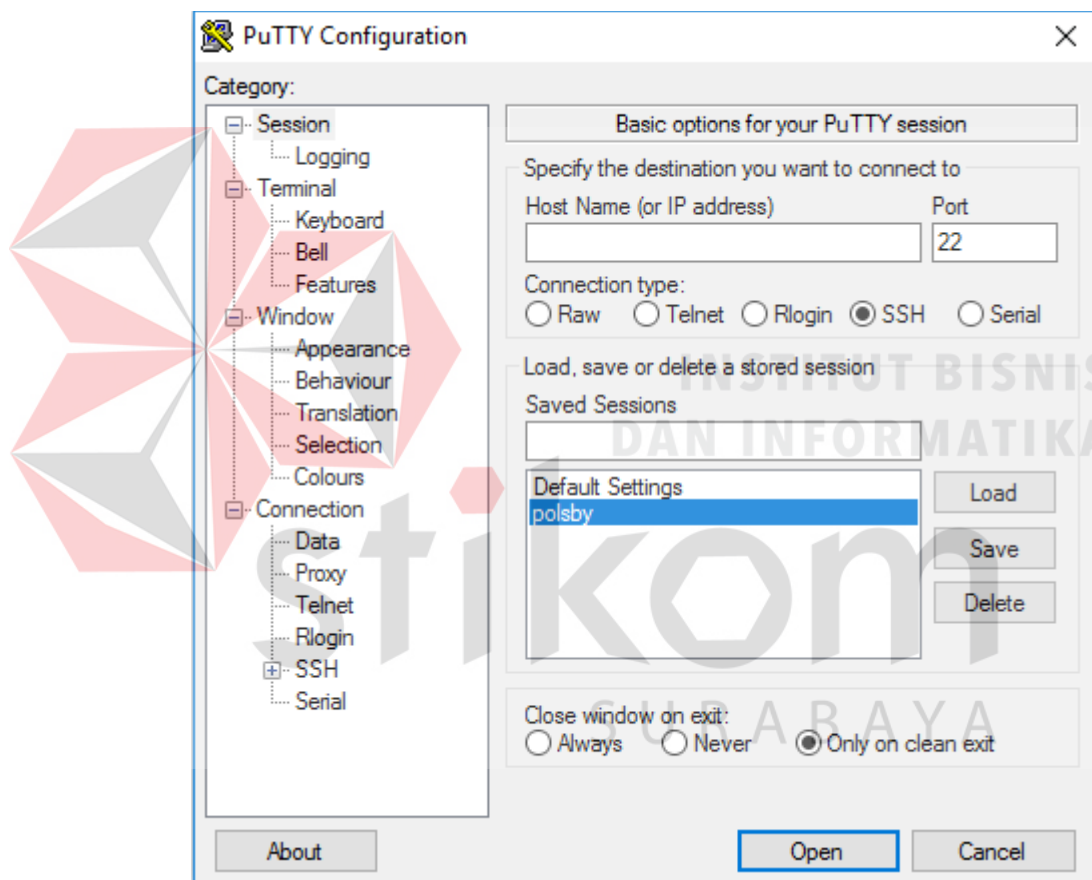 PuTTY Configuration
Category:
Session
Logging
Terminal
Keyboard
Bell
Features
Window
Appearance
Behaviour
Translation
Selection
Colours
Connection
Data
Proxy
Telnet
Rlogin
SSH
Serial
Basic options for your PuTTY session
Specify the destination you want to connect to
Host Name (or IP address) Port
22
Connection type:
Raw Telnet Rlogin SSH Serial
Load, save or delete a stored session
Saved Sessions
Default Settings
polsby
Load
Save
Delete
Close window on exit:
Always Never Only on clean exit
About Open Cancel
INSTITUT BISNIS
DAN INFORMATIKA
stikom
SURABAYA